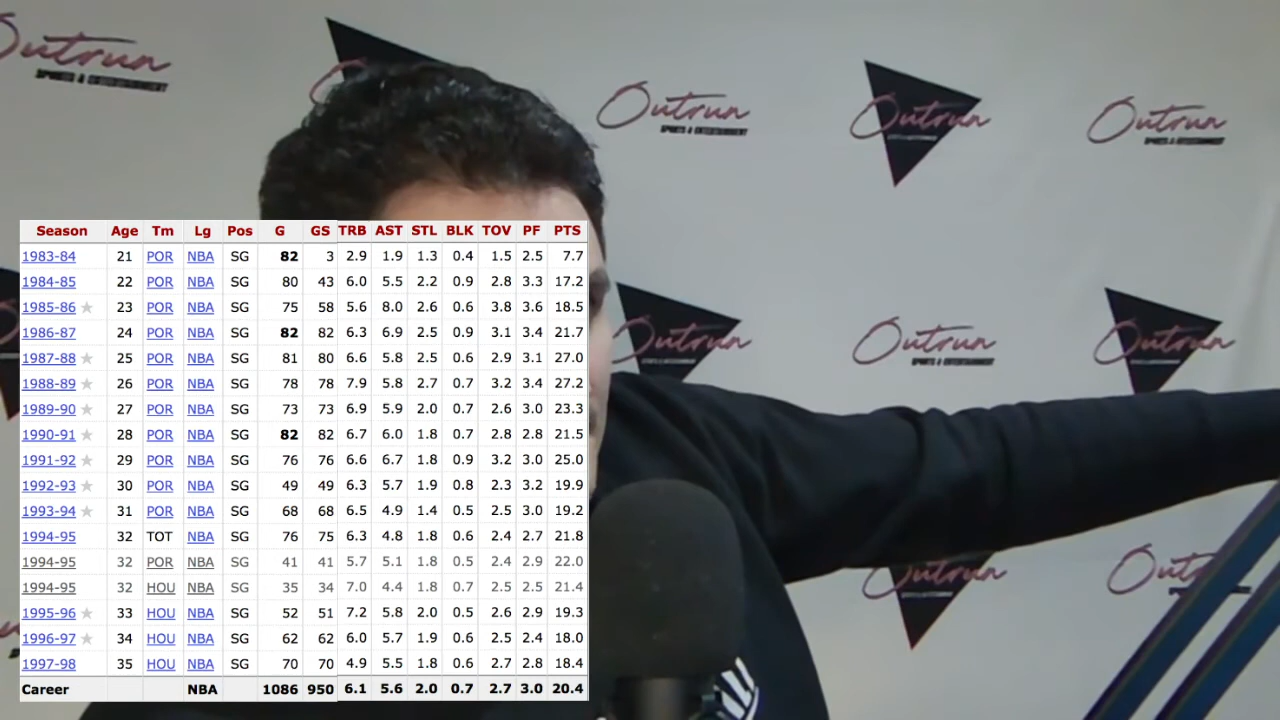 Outrun
SPORTS & ENTERTAINMENT
Outrun
SPORTS & ENTERTAINMENT
Outrun
Outrun
SPORTS & ENTERTAINMENT
Outrun
Outrun
SPORTS & ENTERTAINMENT
Outrun
Outrun
Season Age Tm Lg Pos G GS TRB AST STL BLK TOV PF PTS
1983-84 21 POR NBA SG 82 3 2.9 1.9 1.3 0.4 1.5 2.5 7.7
1984-85 22 POR NBA SG 80 43 6.0 5.5 2.2 0.9 2.8 3.3 17.2
1985-86 ★ 23 POR NBA SG 75 58 5.6 8.0 2.6 0.6 3.8 3.6 18.5
1986-87 24 POR NBA SG 82 82 6.3 6.9 2.5 0.9 3.1 3.4 21.7
1987-88 ★ 25 POR NBA SG 81 80 6.6 5.8 2.5 0.6 2.9 3.1 27.0
1988-89 ★ 26 POR NBA SG 78 78 7.9 5.8 2.7 0.7 3.2 3.4 27.2
1989-90 ★ 27 POR NBA SG 73 73 6.9 5.9 2.0 0.7 2.6 3.0 23.3
1990-91 ★ 28 POR NBA SG 82 82 6.7 6.0 1.8 0.7 2.8 2.8 21.5
1991-92 ★ 29 POR NBA SG 76 76 6.6 6.7 1.8 0.9 3.2 3.0 25.0
1992-93 ★ 30 POR NBA SG 49 49 6.3 5.7 1.9 0.8 2.3 3.2 19.9
1993-94 ★ 31 POR NBA SG 68 68 6.5 4.9 1.4 0.5 2.5 3.0 19.2
1994-95 32 TOT NBA SG 76 75 6.3 4.8 1.8 0.6 2.4 2.7 21.8
1994-95 32 POR NBA SG 41 41 5.7 5.1 1.8 0.5 2.4 2.9 22.0
1994-95 32 HOU NBA SG 35 34 7.0 4.4 1.8 0.7 2.5 2.5 21.4
1995-96 ★ 33 HOU NBA SG 52 51 7.2 5.8 2.0 0.5 2.6 2.9 19.3
1996-97 ★ 34 HOU NBA SG 62 62 6.0 5.7 1.9 0.6 2.5 2.4 18.0
1997-98 35 HOU NBA SG 70 70 4.9 5.5 1.8 0.6 2.7 2.8 18.4
Career NBA 1086 950 6.1 5.6 2.0 0.7 2.7 3.0 20.4